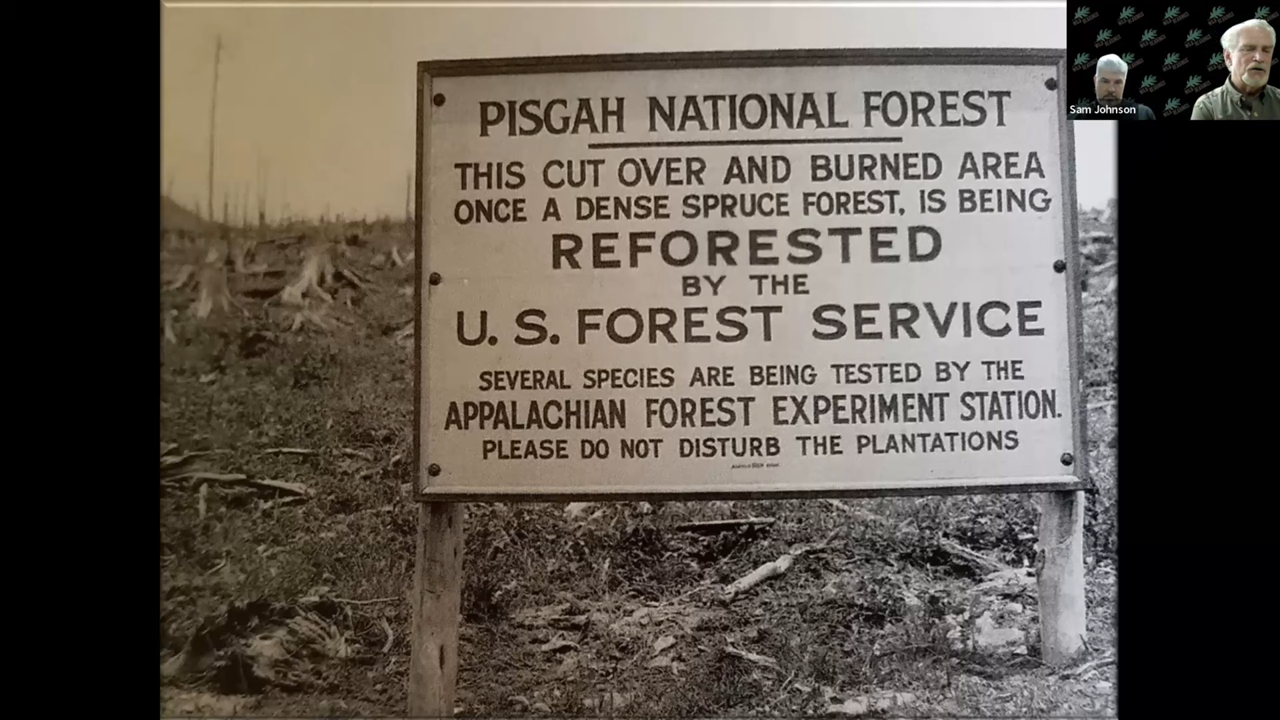 PISGAH NATIONAL FOREST
THIS CUT OVER AND BURNED AREA
ONCE A DENSE SPRUCE FOREST, IS BEING
REFORESTED
BY THE
U. S. FOREST SERVICE
SEVERAL SPECIES ARE BEING TESTED BY THE
APPALACHIAN FOREST EXPERIMENT STATION.
PLEASE DO NOT DISTURB THE PLANTATIONS
Sam Johnson